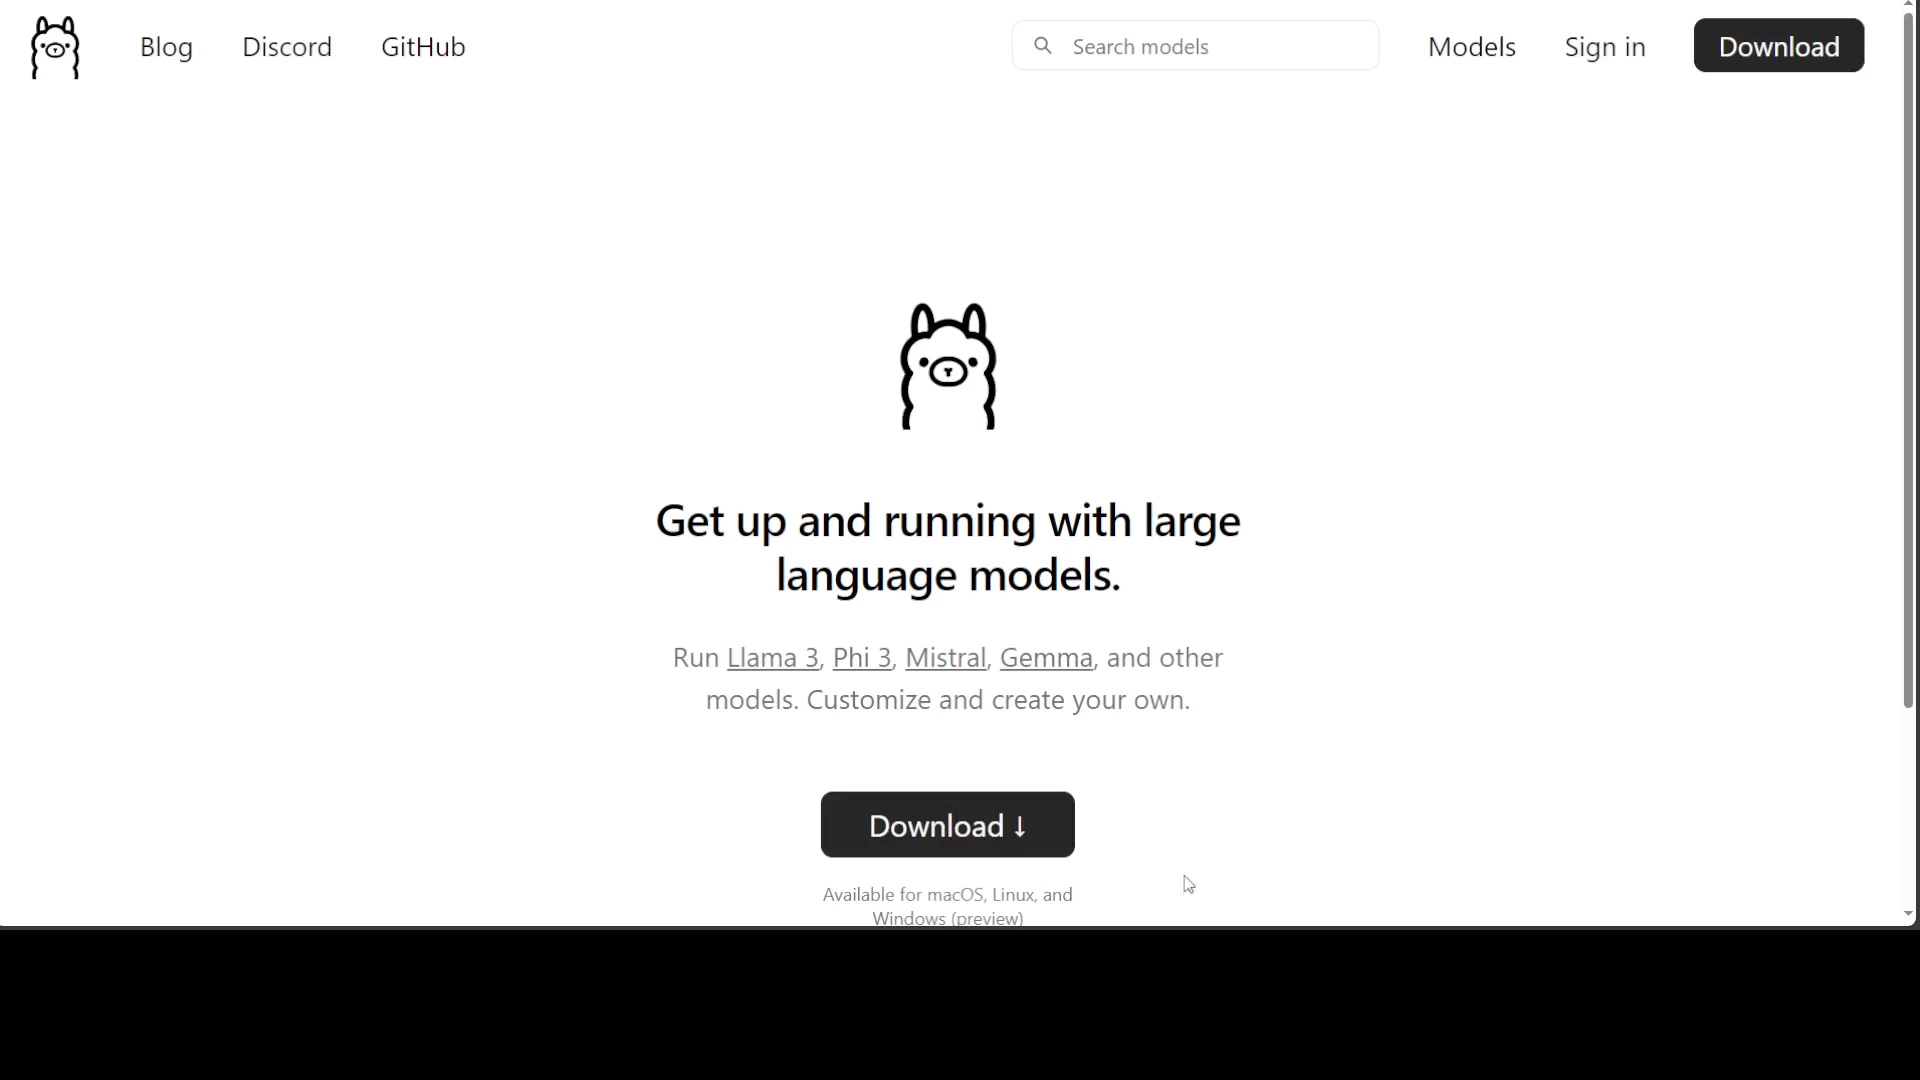 Blog Discord GitHub Search models Models Sign in Download
Get up and running with large
language models.
Run Llama 3, Phi 3, Mistral, Gemma, and other
models. Customize and create your own.
Download ↓
Available for macOS, Linux, and
Windows (preview)